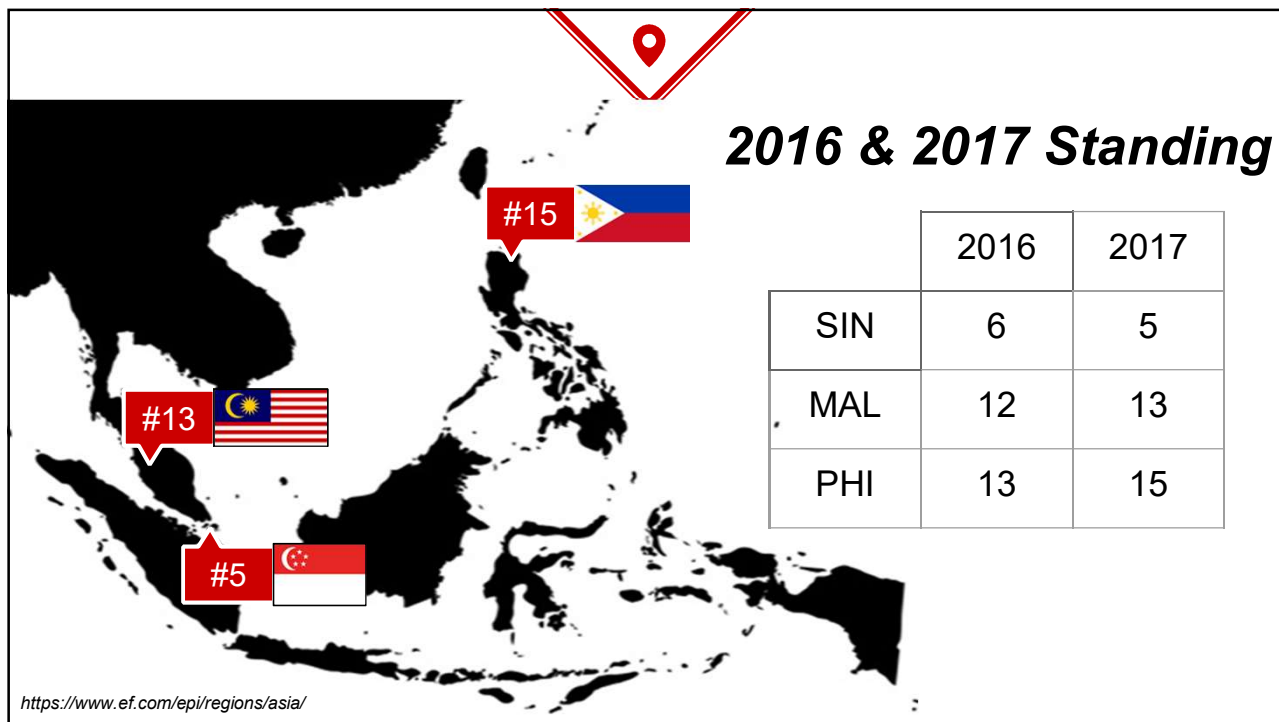 2016 & 2017 Standing
#15
2016 2017
SIN 6 5
#13
MAL 12 13
PHI 13 15
#5
https://www.ef.com/epi/regions/asia/